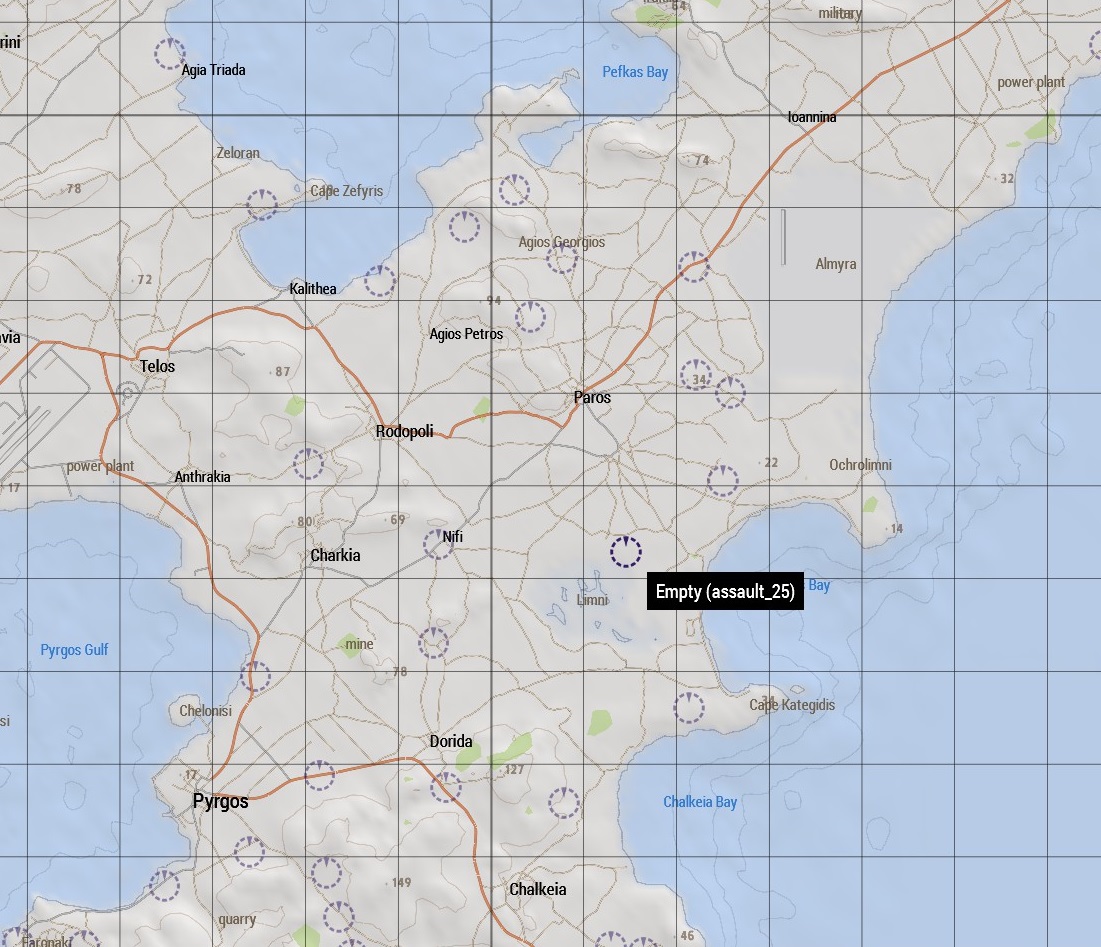 54
military
rini
Agia Triada
Pefkas Bay
power plant
Ioannina
Zeloran
74
78
Cape Zefyris
32
Agios Georgios
Almyra
72
Kalithea
94
avia
Agios Petros
Telos
87
34
Paros
Rodopoli
power plant
Anthrakia
22
Ochrolimni
17
80
69
14
Nifi
Charkia
Empty (assault_25)
Bay
Limni
mine
Pyrgos Gulf
78
Chelonisi
si
34
Cape Kategidis
Dorida
127
17
Pyrgos
Chalkeia Bay
149
Chalkeia
quarry
46